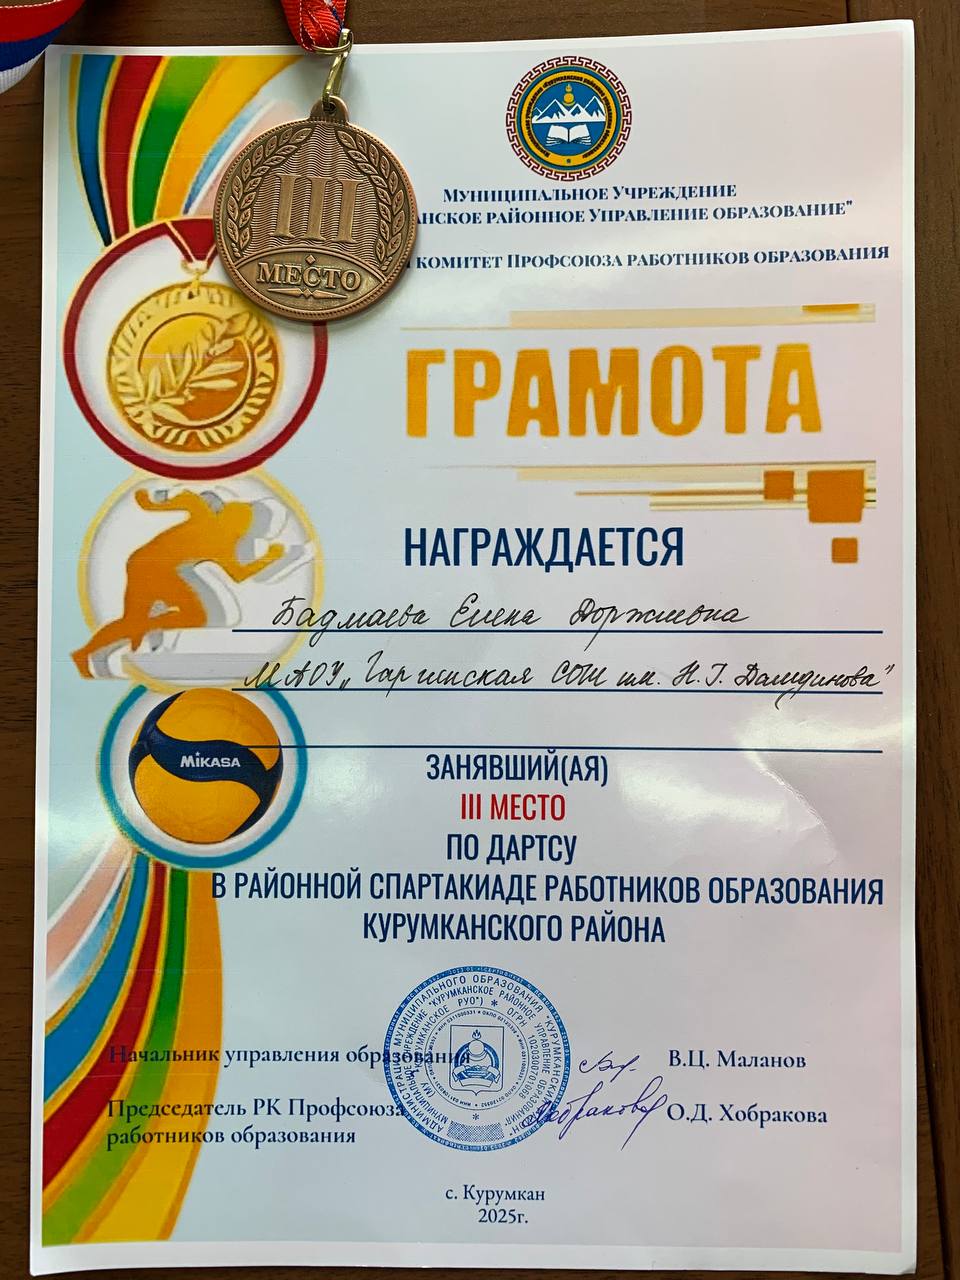 III
МЕСТО
Муниципальное Учреждение
районное Управление образование"
комитет Профсоюза работников образования
ГРАМОТА
НАГРАЖДАЕТСЯ
Бадмаева Елена Доржиевна
МАОУ „Гаргинская СОШ им. Н.Г. Дамдинова"
MIKASA
ЗАНЯВШИЙ(АЯ)
III МЕСТО
ПО ДАРТСУ
В РАЙОННОЙ СПАРТАКИАДЕ РАБОТНИКОВ ОБРАЗОВАНИЯ
КУРУМКАНСКОГО РАЙОНА
Начальник управления образования
В.Ц. Маланов
Председатель РК Профсоюза
работников образования
О.Д. Хобракова
с. Курумкан
2025г.